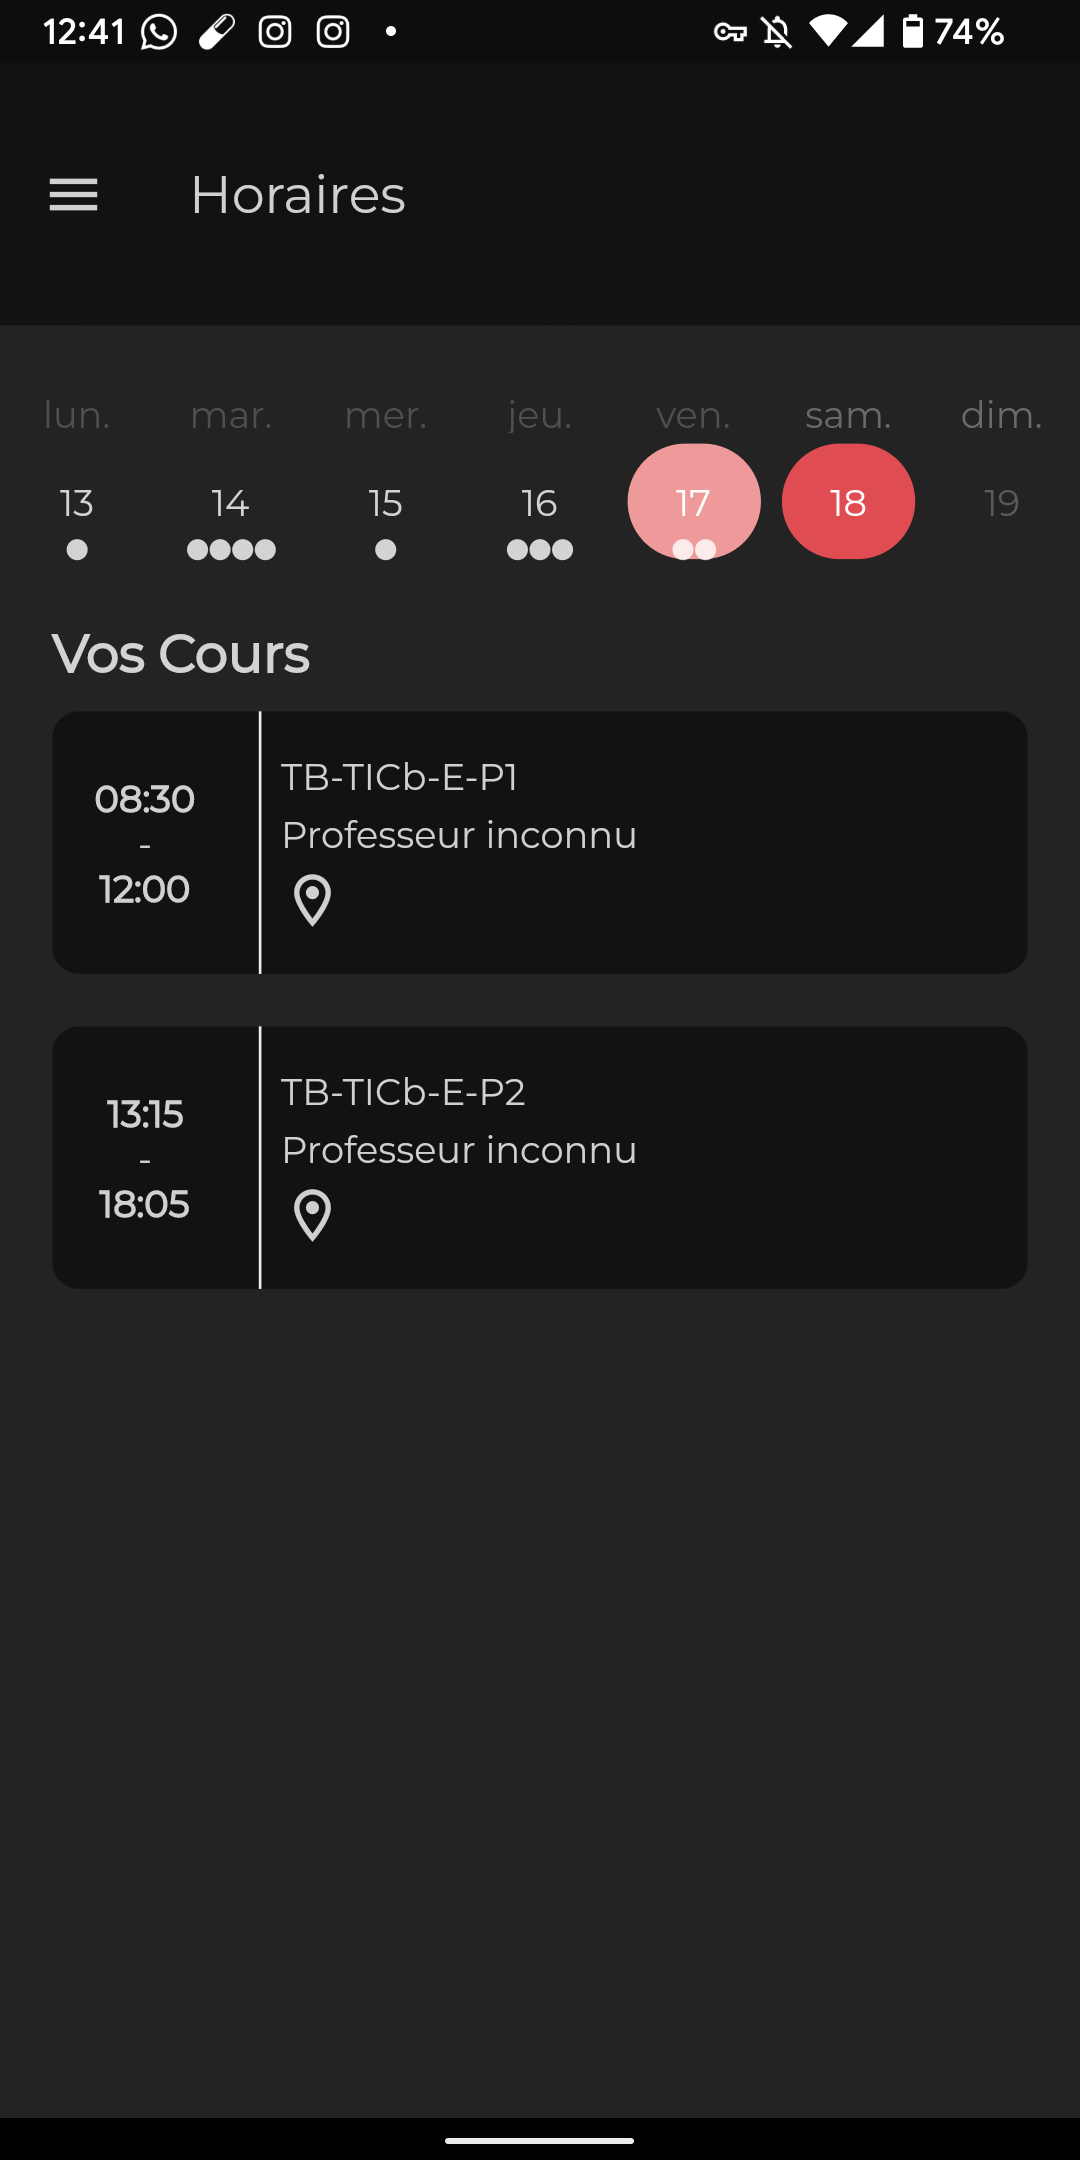 12:41 74%
Horaires
lun. mar. mer. jeu. ven. sam. dim.
13 14 15 16 17 18 19
Vos Cours
08:30
-
12:00
TB-TICb-E-P1
Professeur inconnu
13:15
-
18:05
TB-TICb-E-P2
Professeur inconnu